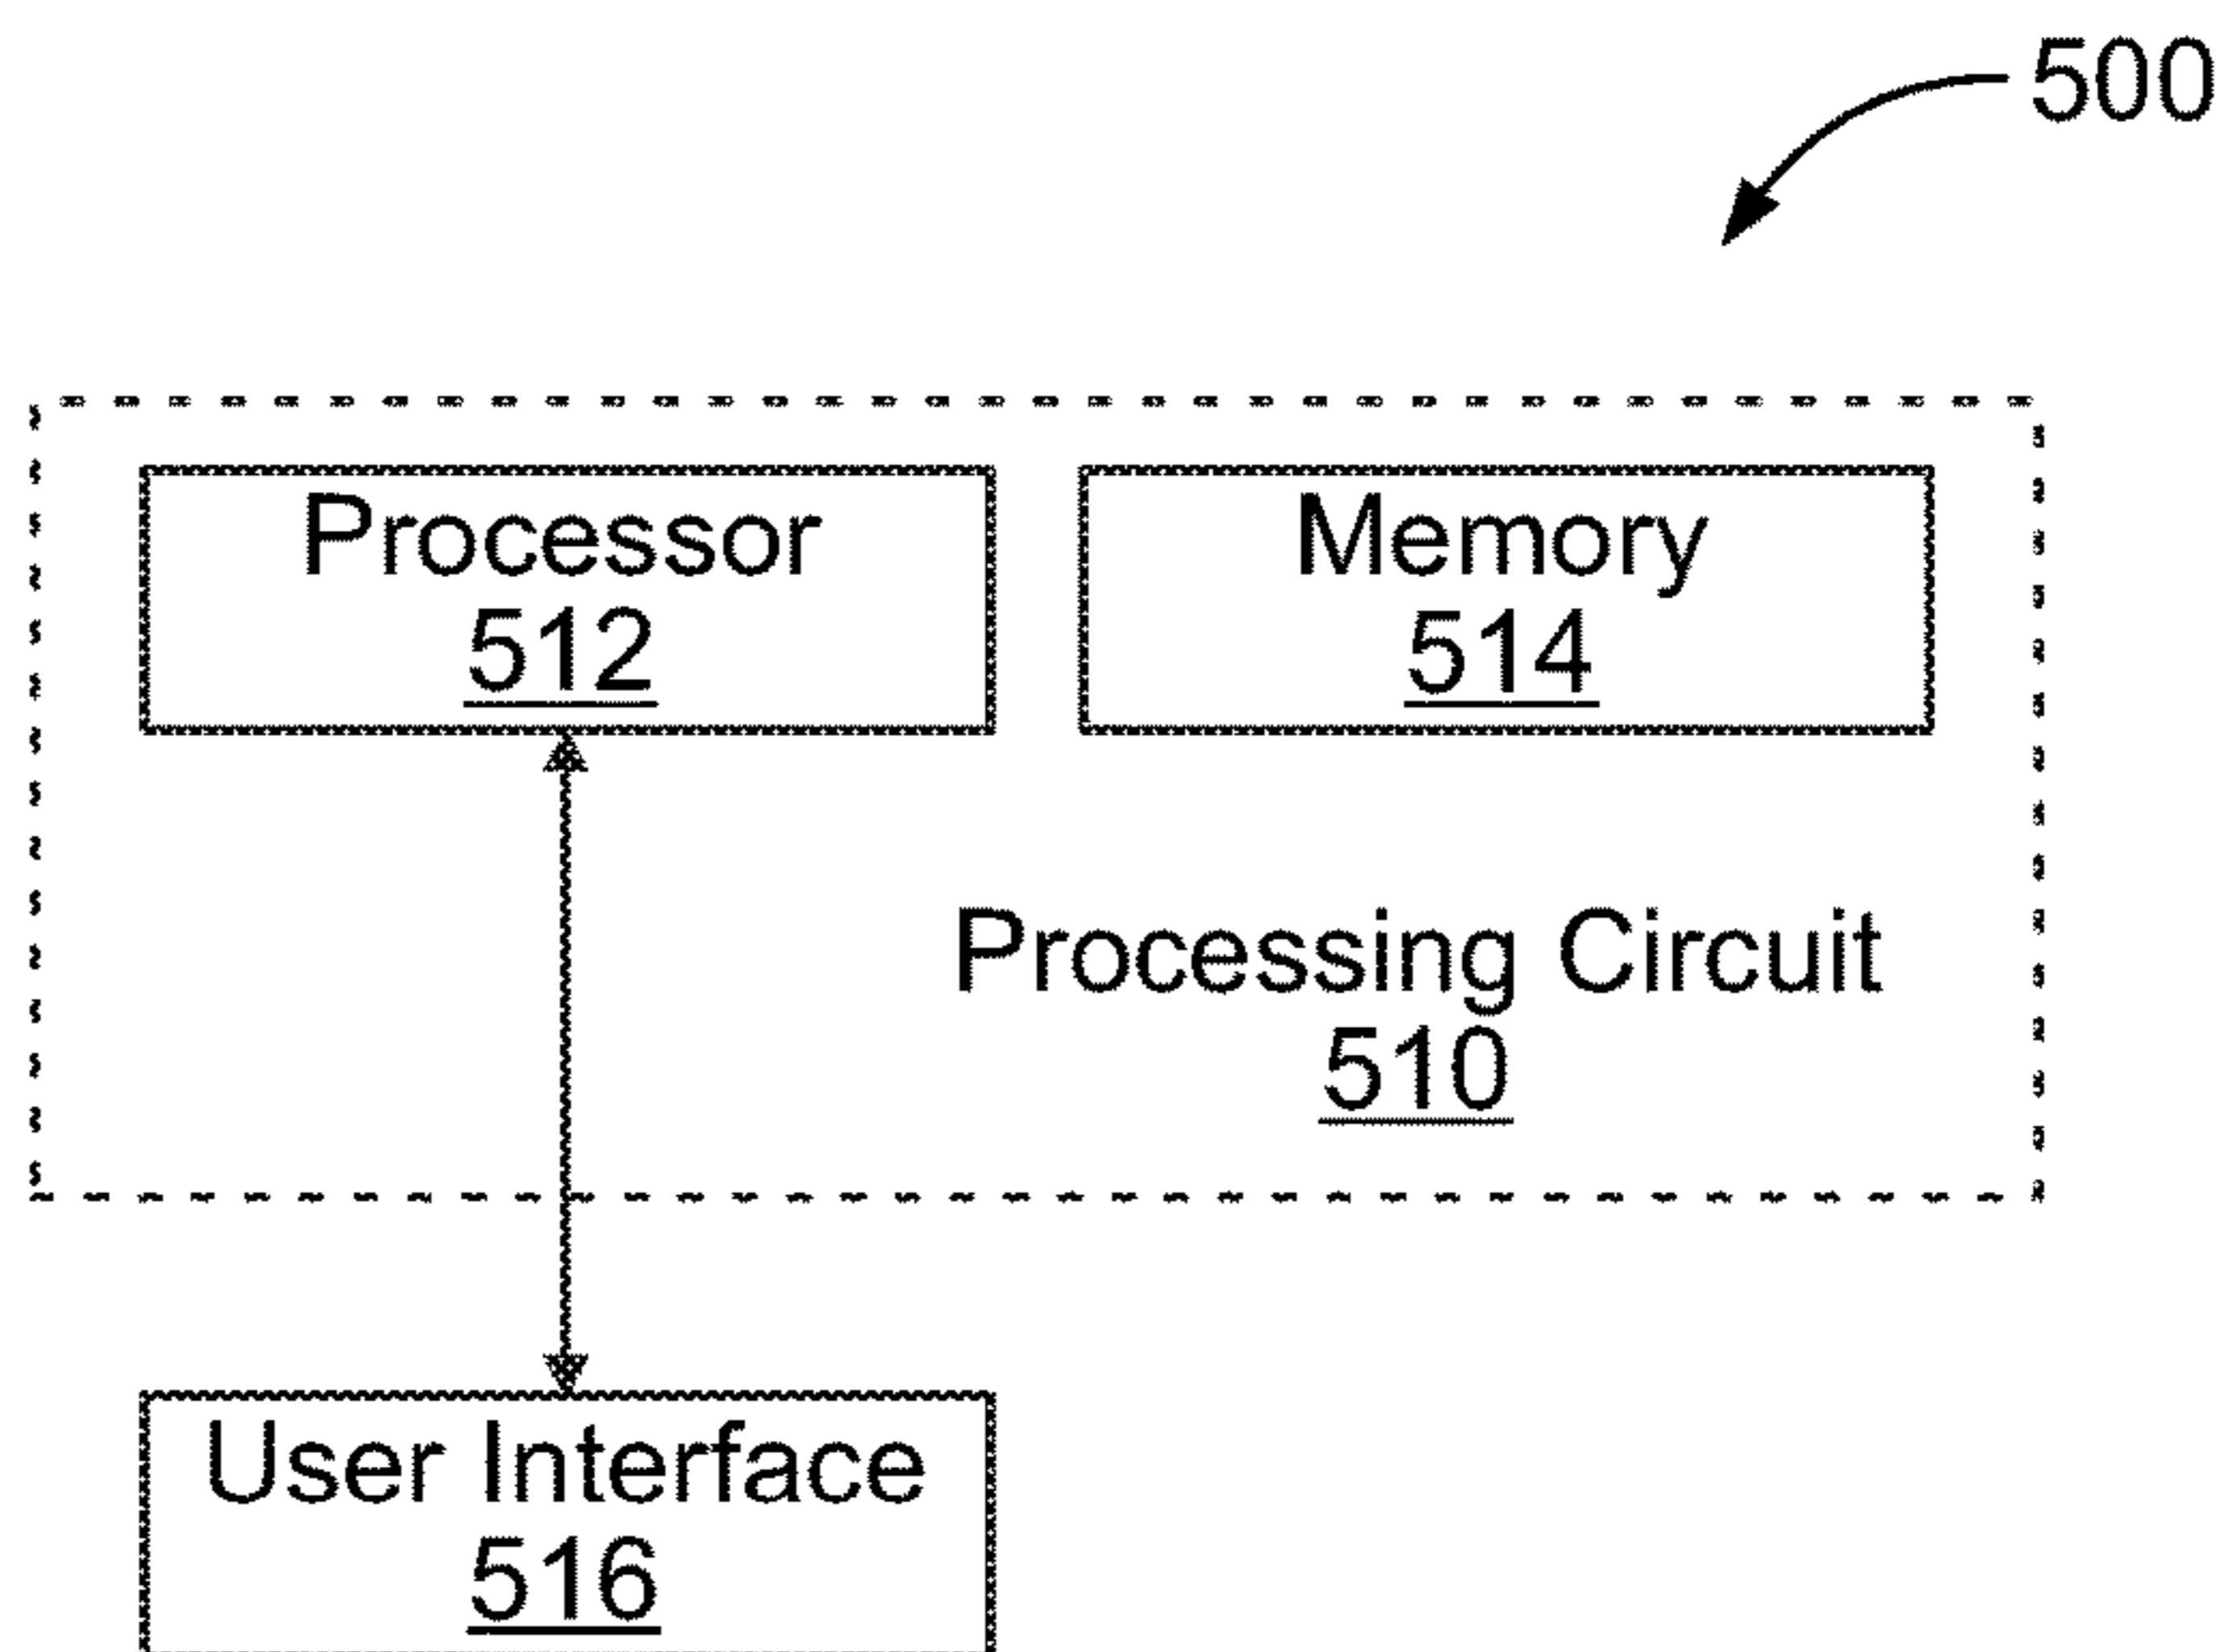 500
Processor
512
Memory
514
Processing Circuit
510
User Interface
516